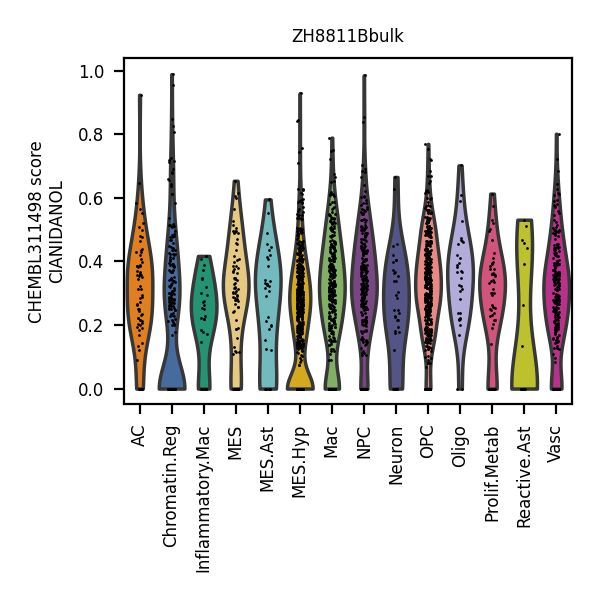 ZH8811Bbulk
CHEMBL311498 score
CIANIDANOL
1.0
0.8
0.6
0.4
0.2
0.0
AC
Chromatin.Reg
Inflammatory.Mac
MES
MES.Ast
MES.Hyp
Mac
NPC
Neuron
OPC
Oligo
Prolif.Metab
Reactive.Ast
Vasc